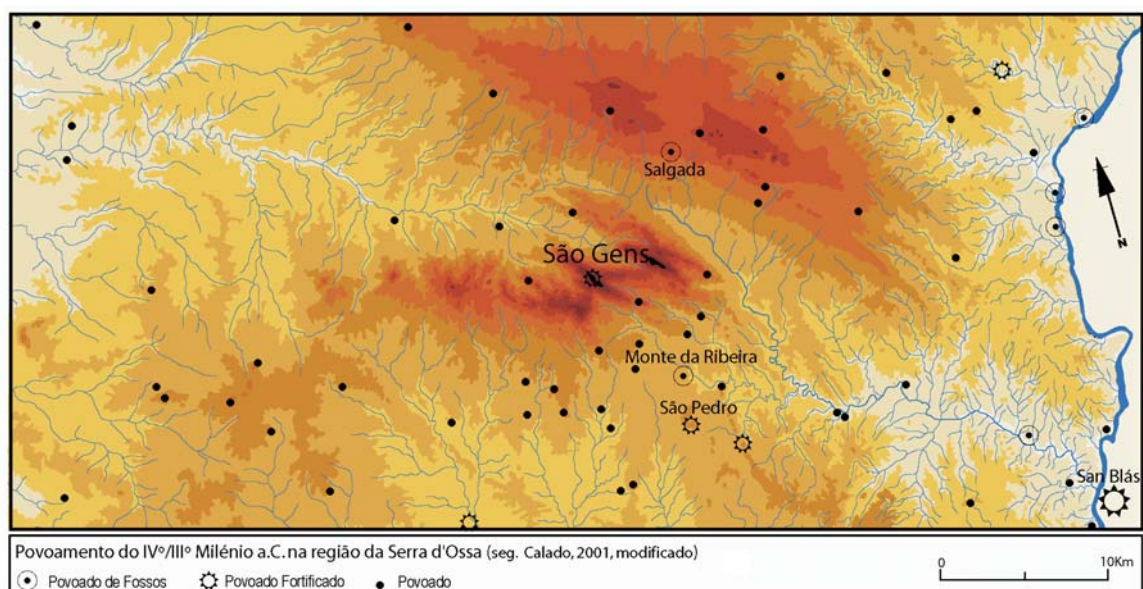 Salgada
São Gens
Monte da Ribeira
São Pedro
San Blás
N
Povoamento do IVº/IIIº Milénio a.C. na região da Serra d'Ossa (seg. Calado, 2001, modificado)
Povoado de Fossos Povoado Fortificado Povoado
0 10Km